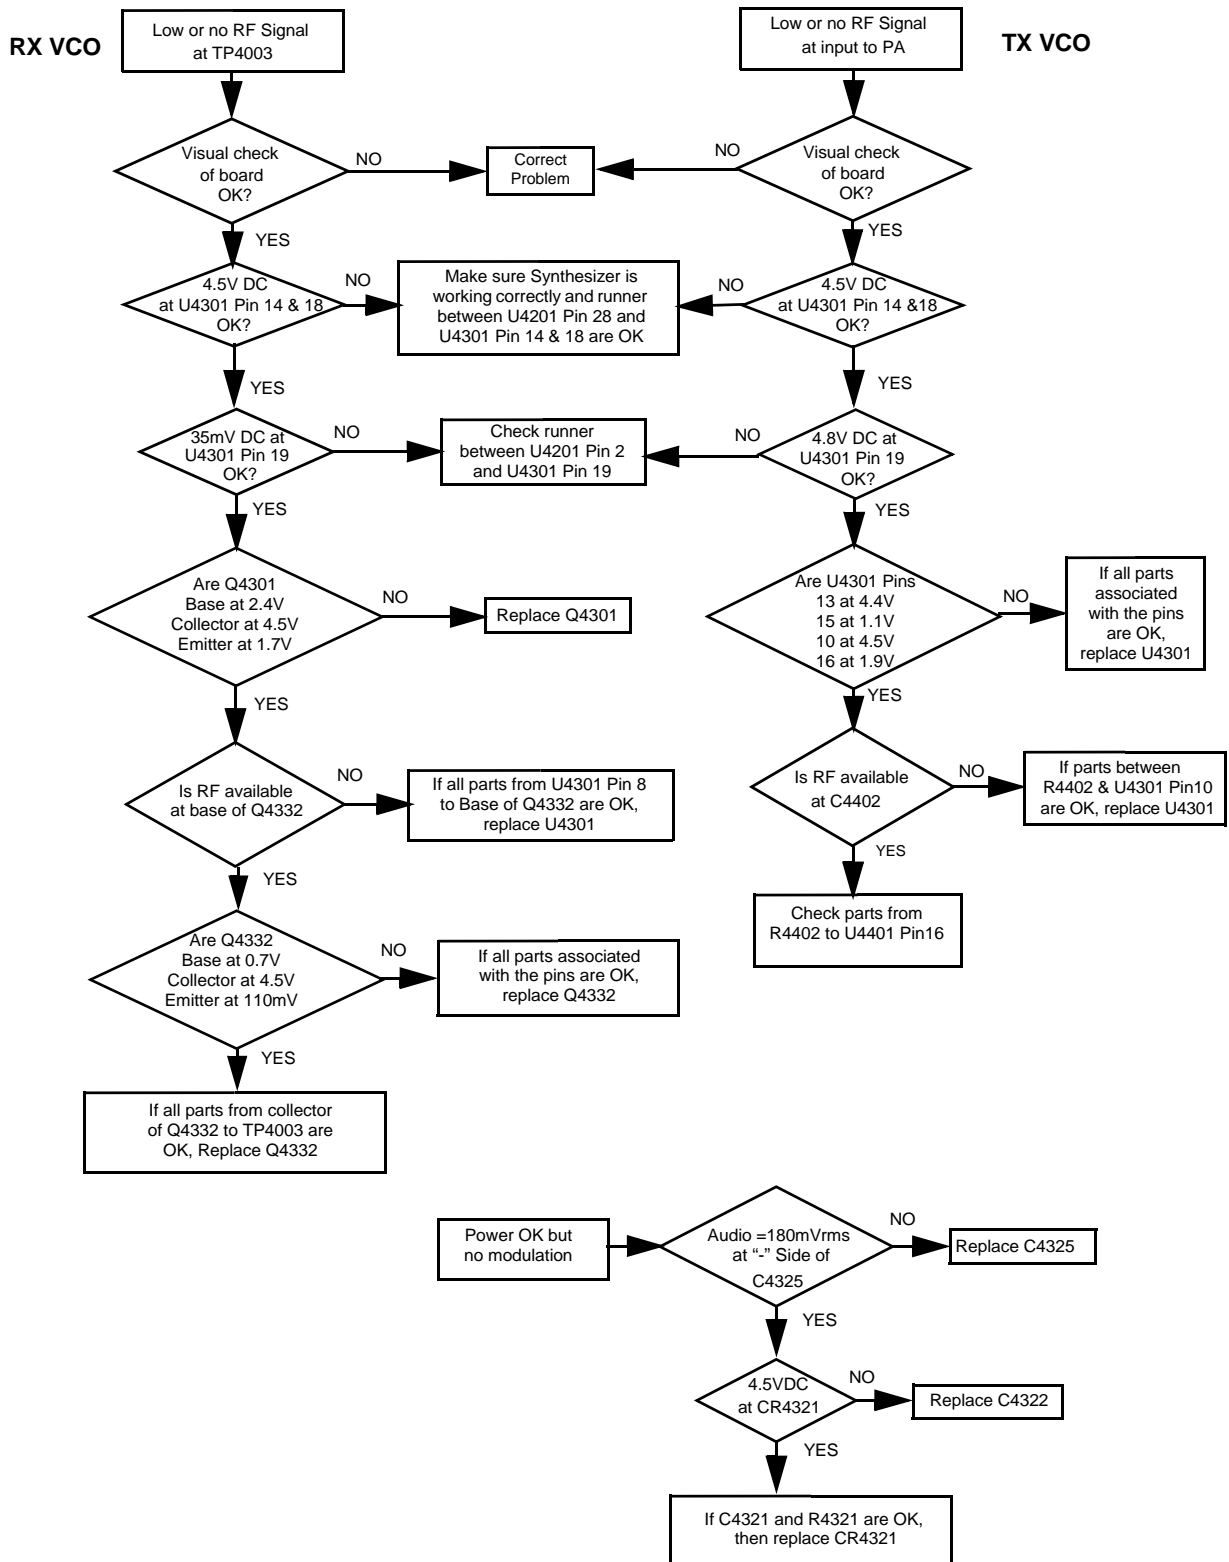 RX VCO
Low or no RF Signal
at TP4003
Visual check
of board
OK?
NO
YES
Correct
Problem
4.5V DC
at U4301 Pin 14 & 18
OK?
NO
YES
Make sure Synthesizer is
working correctly and runner
between U4201 Pin 28 and
U4301 Pin 14 & 18 are OK
35mV DC at
U4301 Pin 19
OK?
NO
YES
Check runner
between U4201 Pin 2
and U4301 Pin 19
Are Q4301
Base at 2.4V
Collector at 4.5V
Emitter at 1.7V
NO
YES
Replace Q4301
Is RF available
at base of Q4332
NO
YES
If all parts from U4301 Pin 8
to Base of Q4332 are OK,
replace U4301
Are Q4332
Base at 0.7V
Collector at 4.5V
Emitter at 110mV
NO
YES
If all parts associated
with the pins are OK,
replace Q4332
If all parts from collector
of Q4332 to TP4003 are
OK, Replace Q4332
TX VCO
Low or no RF Signal
at input to PA
Visual check
of board
OK?
NO
YES
4.5V DC
at U4301 Pin 14 &18
OK?
NO
YES
4.8V DC at
U4301 Pin 19
OK?
NO
YES
Are U4301 Pins
13 at 4.4V
15 at 1.1V
10 at 4.5V
16 at 1.9V
NO
YES
If all parts
associated
with the pins
are OK,
replace U4301
Is RF available
at C4402
NO
YES
If parts between
R4402 & U4301 Pin10
are OK, replace U4301
Check parts from
R4402 to U4401 Pin16
Power OK but
no modulation
Audio =180mVrms
at “-” Side of
C4325
NO
YES
Replace C4325
4.5VDC
at CR4321
NO
YES
Replace C4322
If C4321 and R4321 are OK,
then replace CR4321